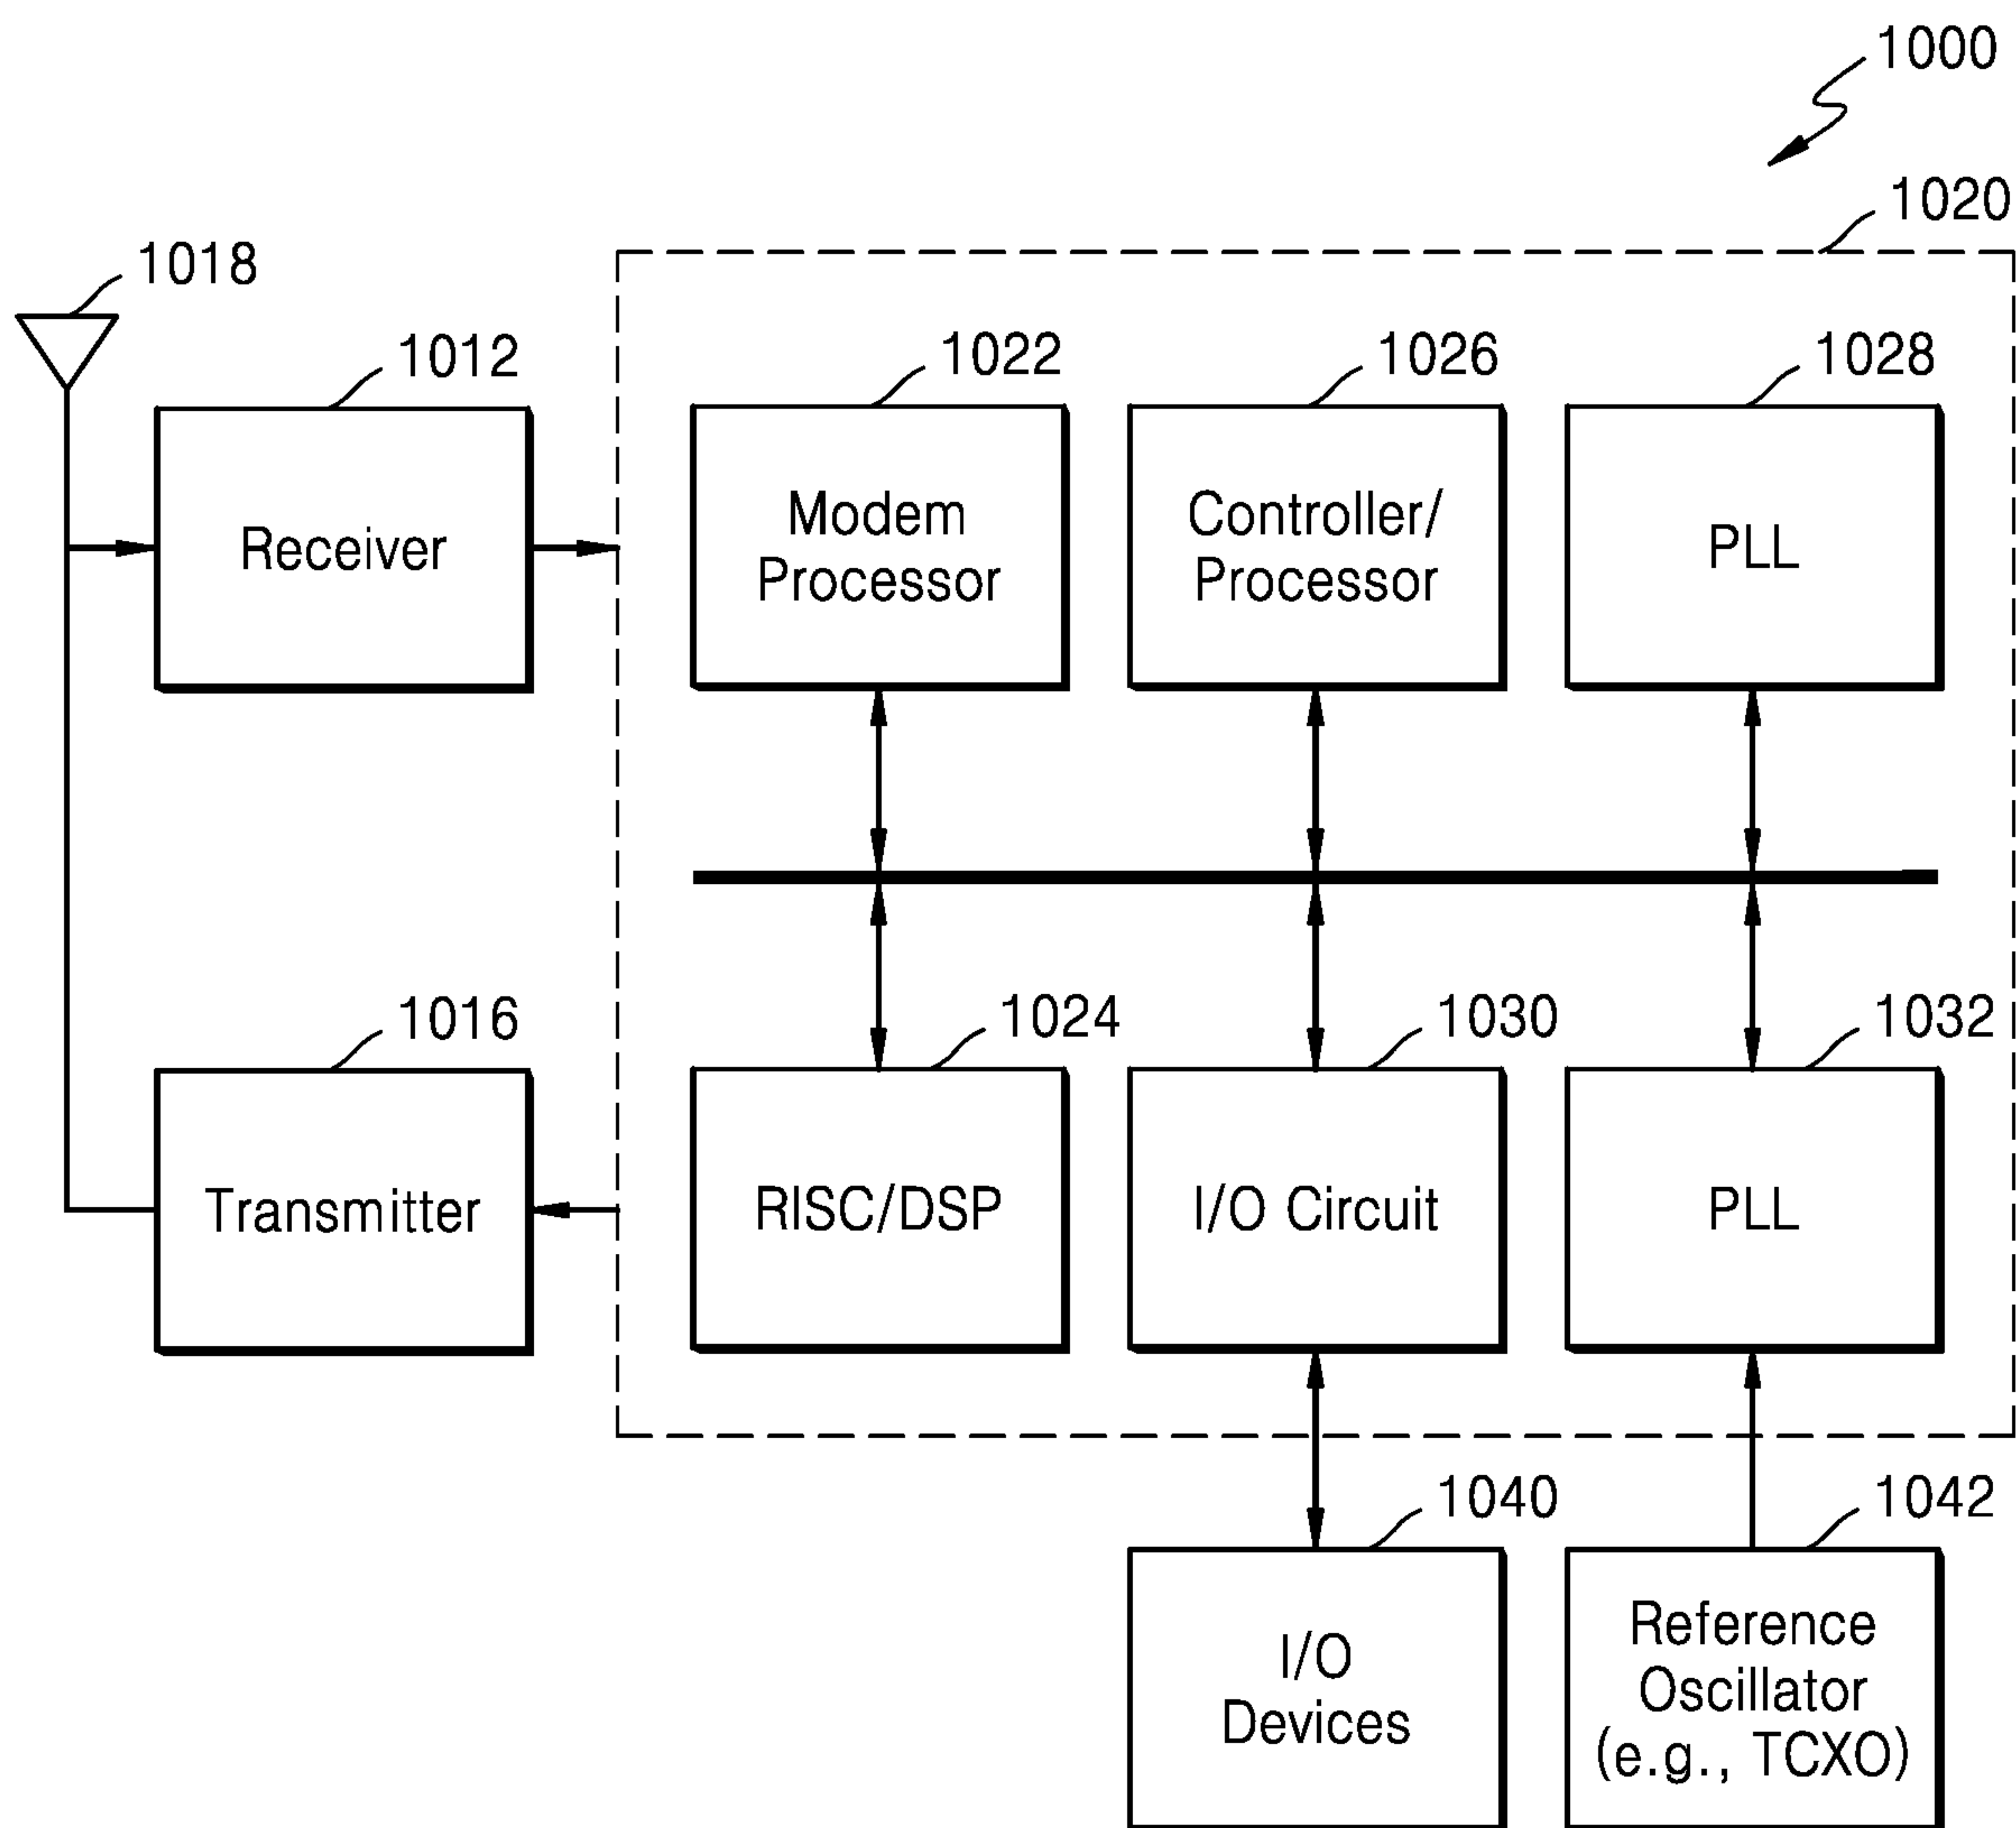 1000
1020
1018
1012
1022
1026
1028
Receiver
Modem
Processor
Controller/
Processor
PLL
1016
1024
1030
1032
Transmitter
RISC/DSP
I/O Circuit
PLL
1040
1042
I/O
Devices
Reference
Oscillator
(e.g., TCXO)